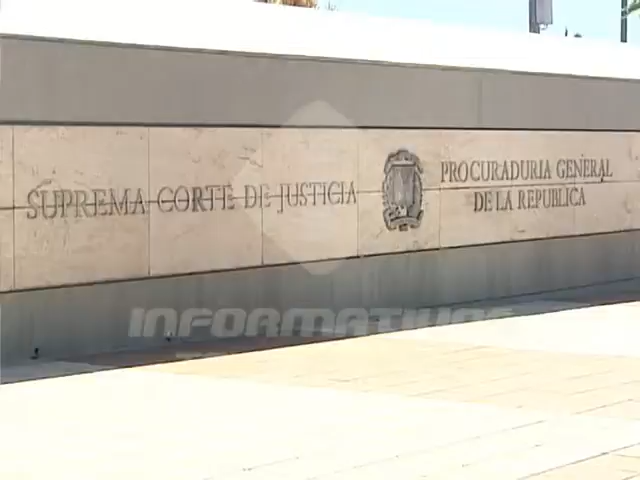 SUPREMA CORTE DE JUSTICIA
PROCURADURIA GENERAL
DE LA REPUBLICA
INFORMATIVOS